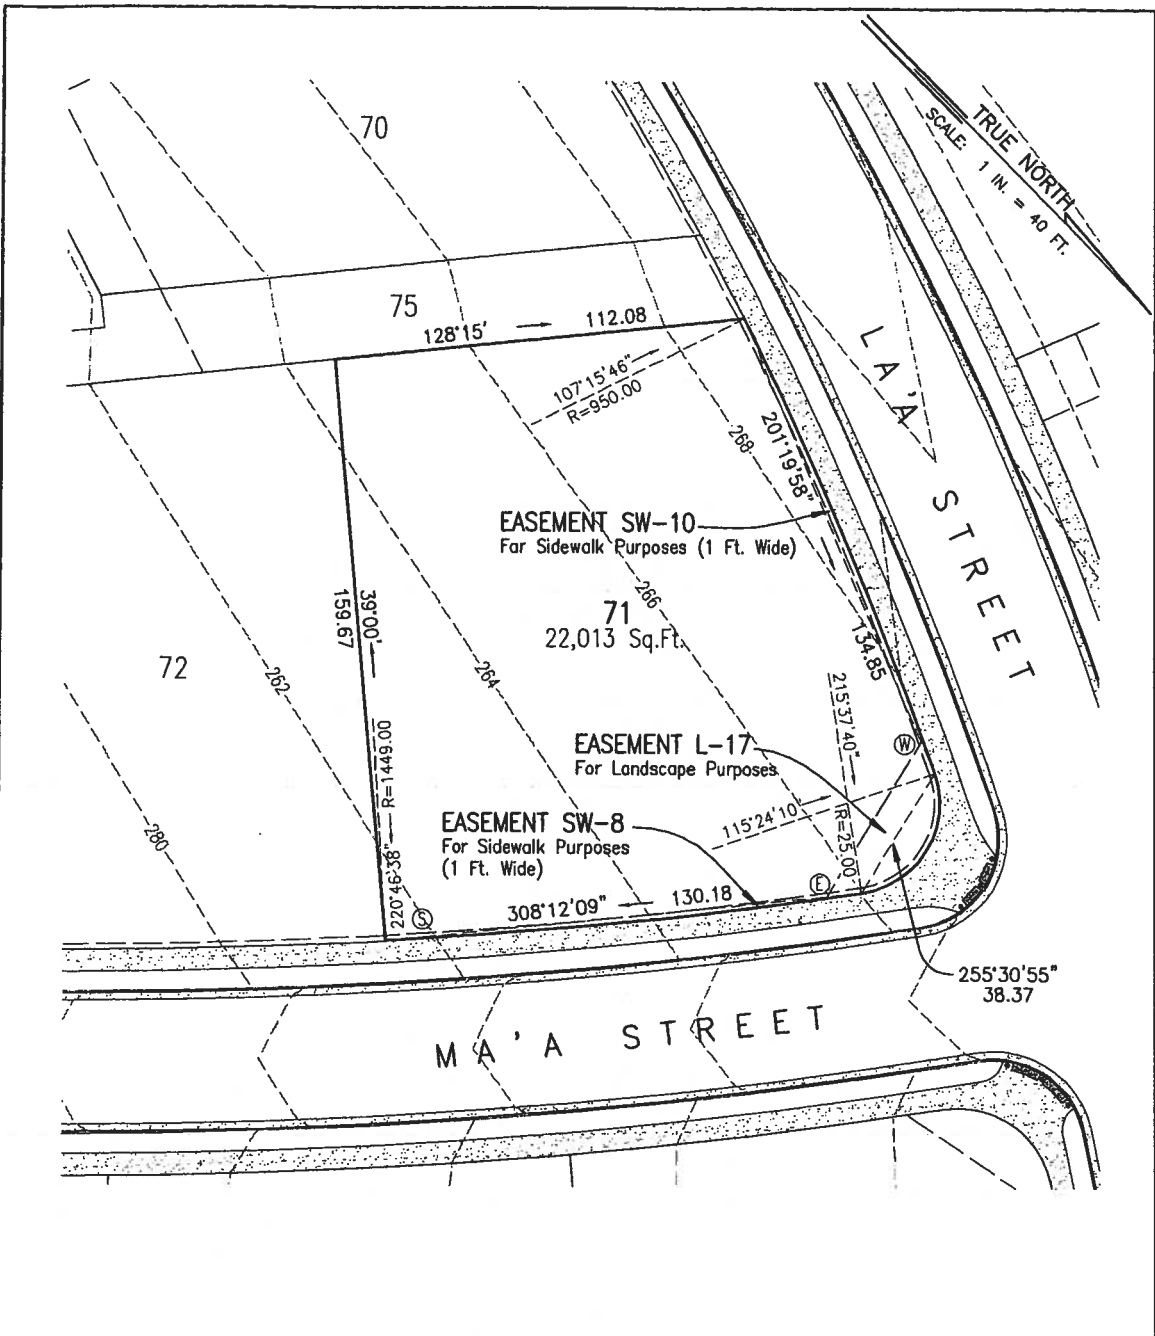 70
TRUE NORTH
SCALE: 1 IN. = 40 FT.
75
128°15' 112.08
107°15'46"
R=950.00
LA'A STREET
268
201°19'58"
134.85
EASEMENT SW-10
For Sidewalk Purposes (1 Ft. Wide)
266
71
22,013 Sq.Ft.
39°00'
159.67
72
262
264
280
215°37'40"
R=25.00
W
EASEMENT L-17
For Landscape Purposes
115°24'10"
EASEMENT SW-8
For Sidewalk Purposes
(1 Ft. Wide)
220°46'38" R=1449.00
S
E
308°12'09" 130.18
255°30'55"
38.37
MA'A STREET